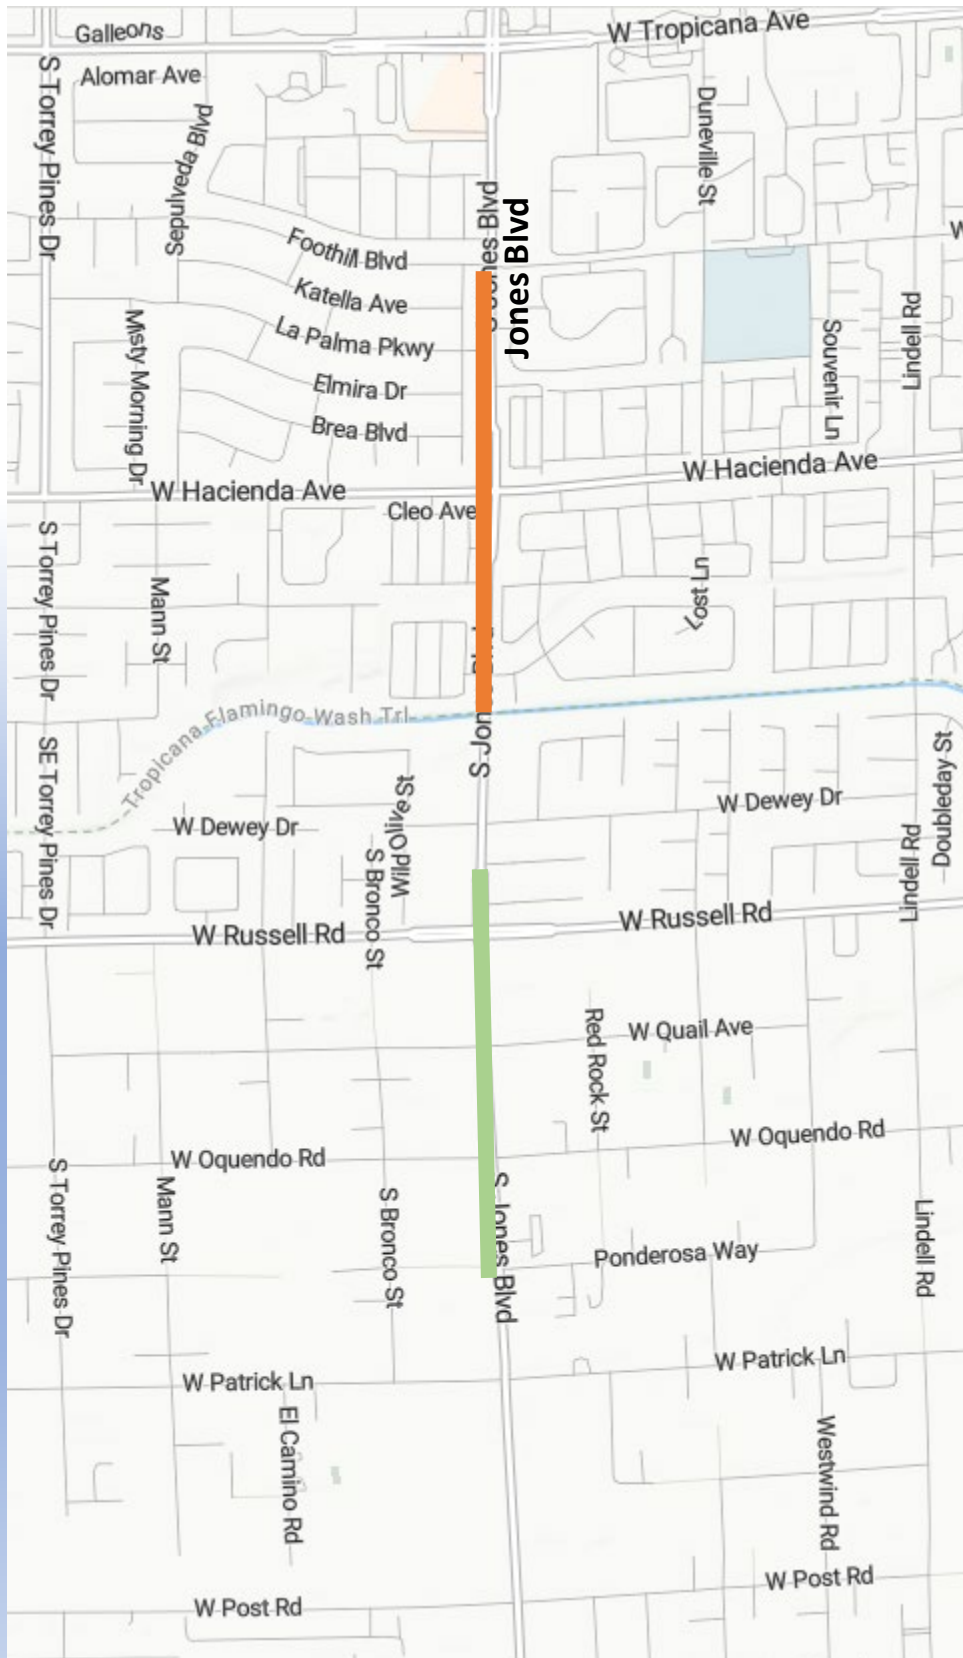 Galleons
W Tropicana Ave
Alomar Ave
S Torrey Pines Dr
Sepulveda Blvd
Duneville St
Jones Blvd
Foothill Blvd
Katella Ave
La Palma Pkwy
Misty Morning Dr
Elmira Dr
Brea Blvd
Souvenir Ln
Lindell Rd
W
W Hacienda Ave
W Hacienda Ave
Cleo Ave
S Torrey Pines Dr
Mann St
Lost Ln
Tropicana Flamingo Wash Trl
S Jon
SE Torrey Pines Dr
Wild Olive St
W Dewey Dr
W Dewey Dr
Doubleday St
Lindell Rd
S Bronco St
W Russell Rd
W Russell Rd
Red Rock St
W Quail Ave
W Oquendo Rd
W Oquendo Rd
S Torrey Pines Dr
Mann St
S Bronco St
S Jones Blvd
Ponderosa Way
Lindell Rd
W Patrick Ln
W Patrick Ln
El Camino Rd
Westwind Rd
W Post Rd
W Post Rd